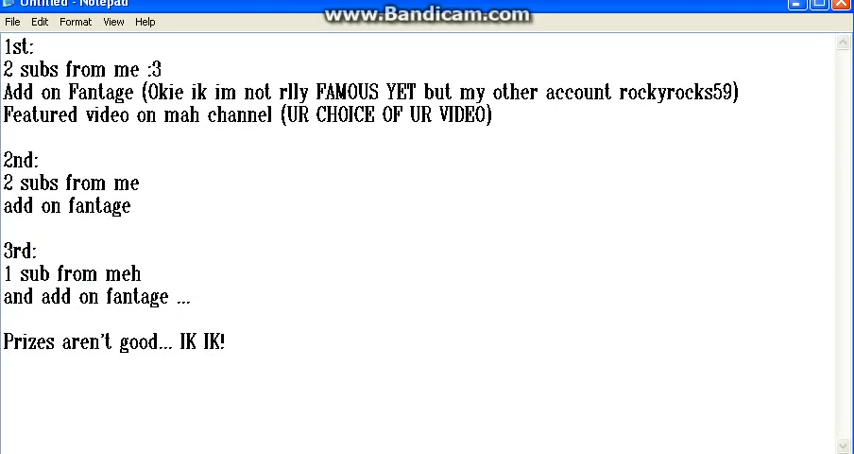 Untitled - Notepad
www.Bandicam.com
File Edit Format View Help
1st:
2 subs from me :3
Add on Fantage (Okie ik im not rlly FAMOUS YET but my other account rockyrocks59)
Featured video on mah channel (UR CHOICE OF UR VIDEO)
2nd:
2 subs from me
add on fantage
3rd:
1 sub from meh
and add on fantage ...
Prizes aren't good... IK IK!